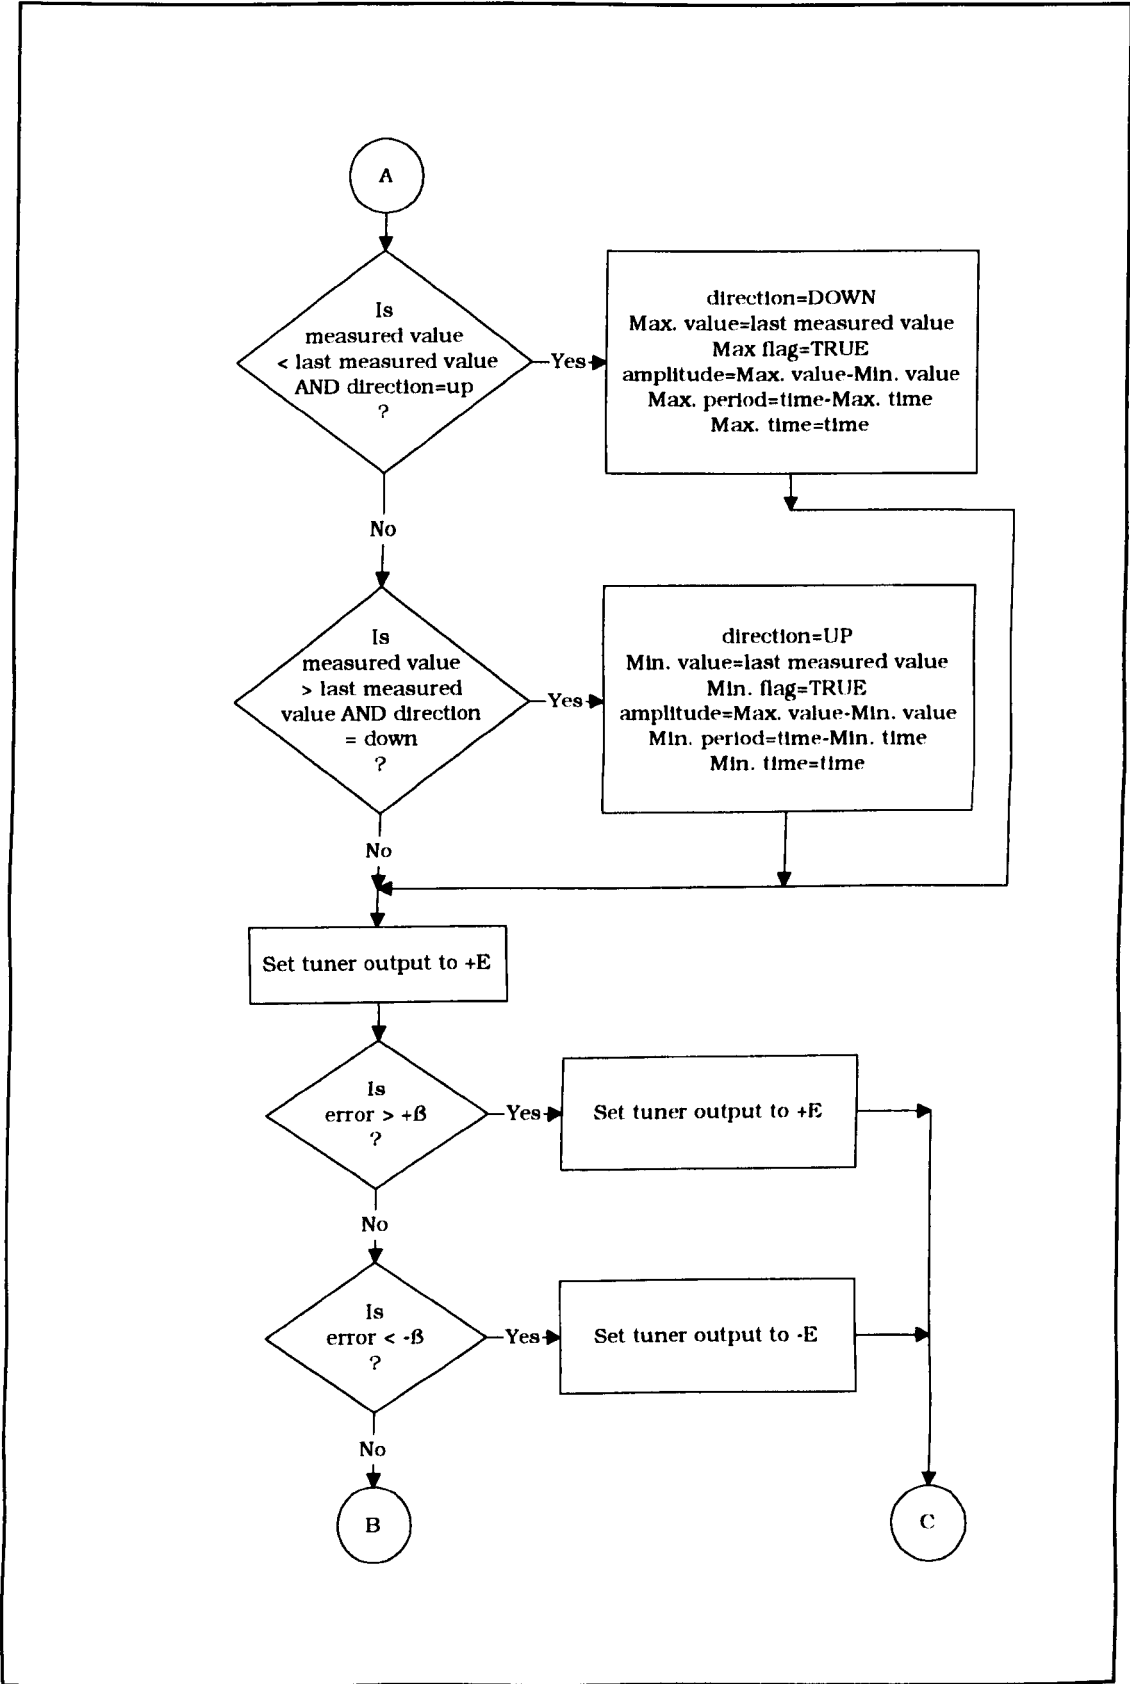 A
Is
measured value
< last measured value
AND direction=up
?
Yes
direction=DOWN
Max. value=last measured value
Max flag=TRUE
amplitude=Max. value-Min. value
Max. period=time-Max. time
Max. time=time
No
Is
measured value
> last measured
value AND direction
= down
?
Yes
direction=UP
Min. value=last measured value
Min. flag=TRUE
amplitude=Max. value-Min. value
Min. period=time-Min. time
Min. time=time
No
Set tuner output to +E
Is
error > +ß
?
Yes
Set tuner output to +E
No
Is
error < -ß
?
Yes
Set tuner output to -E
No
B
C